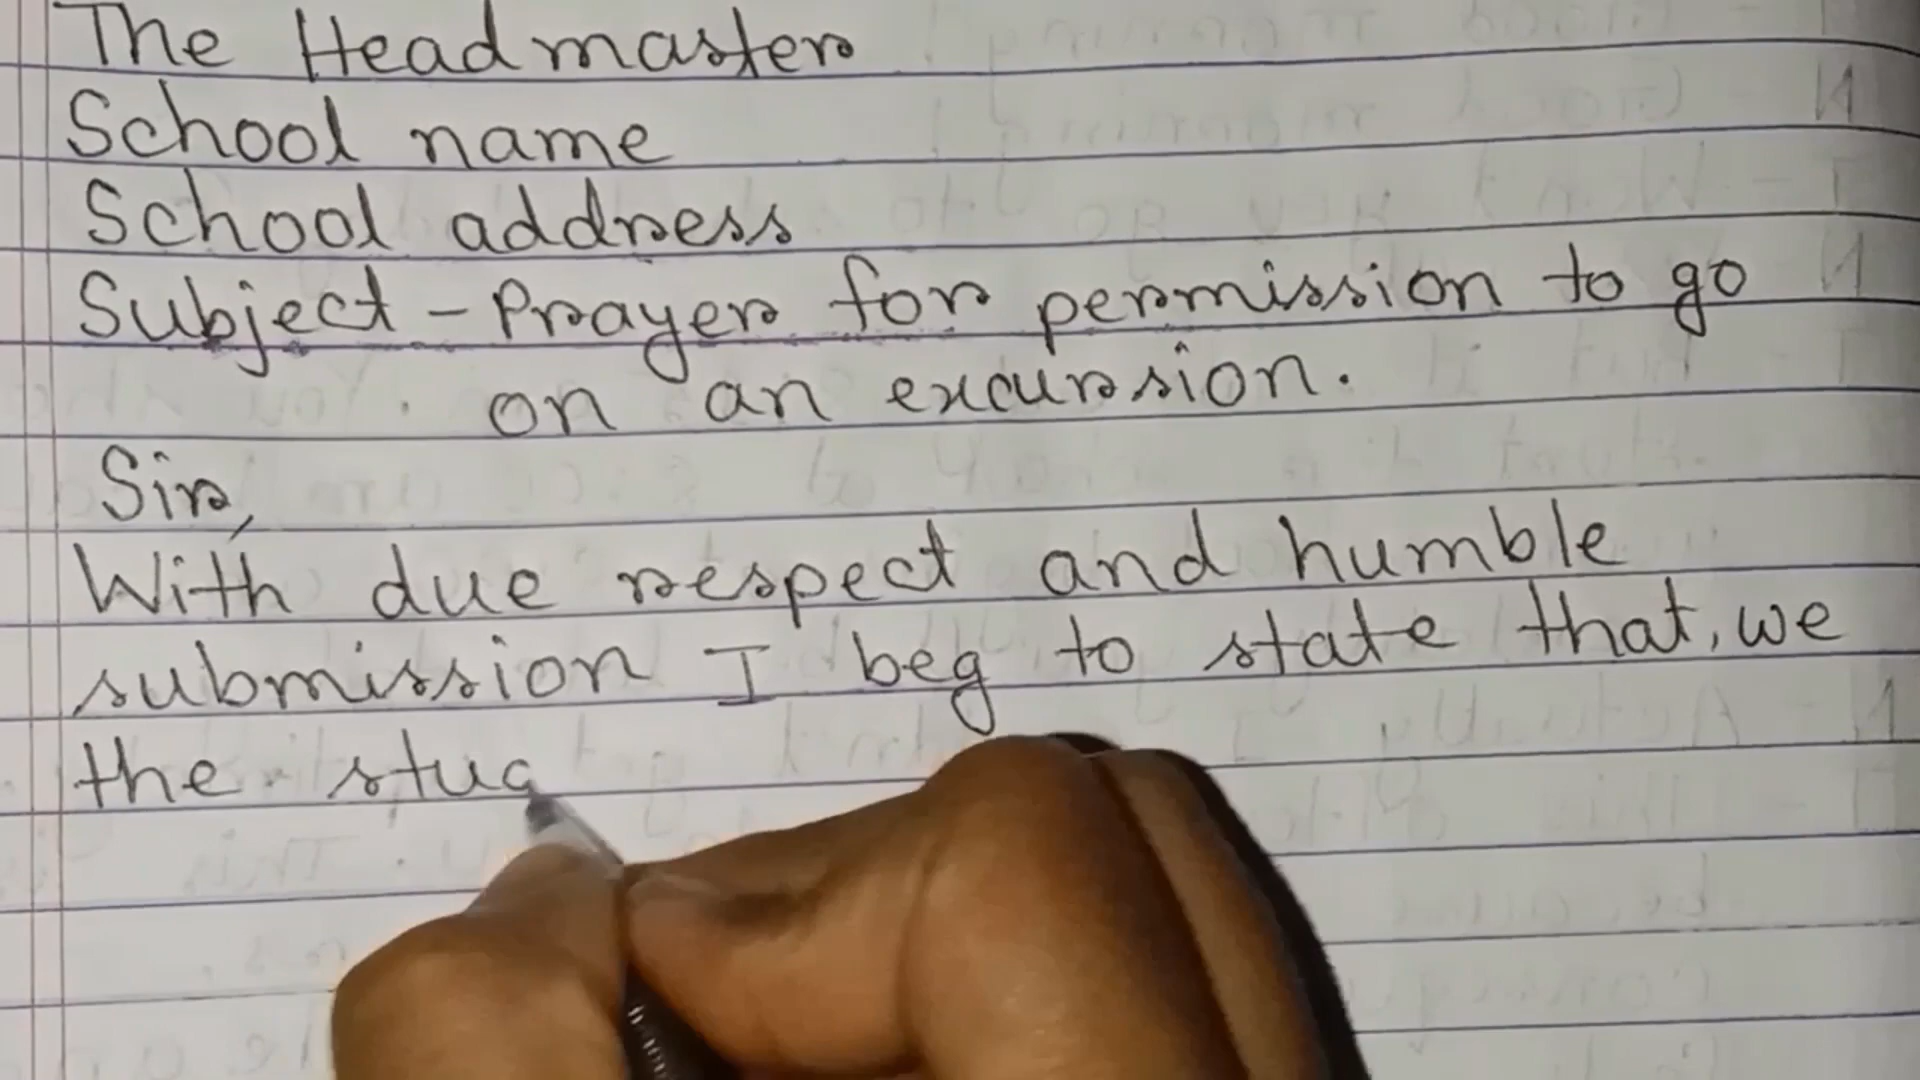 The Headmaster
School name
School address
Subject - Prayer for permission to go
on an excursion.
Sir,
With due respect and humble
submission I beg to state that, we
the